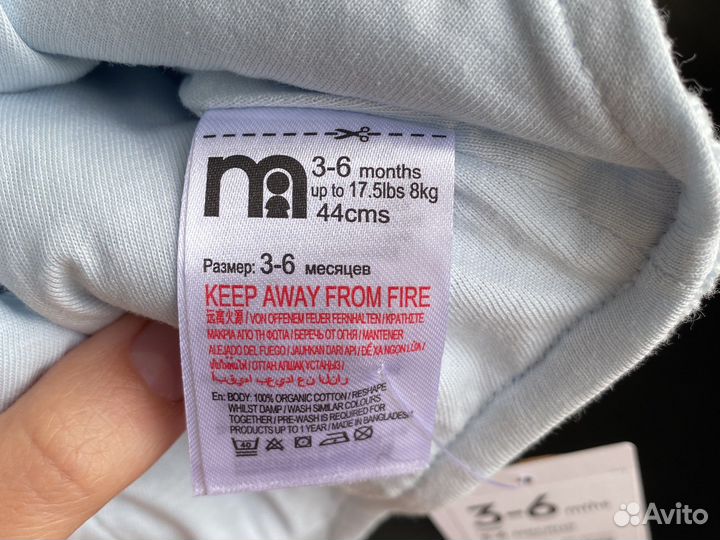 m
3-6 months
up to 17.5lbs 8kg
44cms
Размер: 3-6 месяцев
KEEP AWAY FROM FIRE
远离火源 / VON OFFENEM FEUER FERNHALTEN / ΚΡΑΤΗΣΤΕ
ΜΑΚΡΙΑ ΑΠΟ ΤΗ ΦΩΤΙΑ / БЕРЕЧЬ ОТ ОГНЯ / MANTENER
ALEJADO DEL FUEGO / JAUHKAN DARI API / ĐỂ XA NGỌN LỬA /
ОТТАН АЛШАҚ ҰСТАҢЫЗ /
En: BODY: 100% ORGANIC COTTON / RESHAPE
WHILST DAMP / WASH SIMILAR COLOURS
TOGETHER / PRE-WASH IS REQUIRED FOR
PRODUCTS UP TO 1 YEAR / MADE IN BANGLADESH /
40
3-6 mths
Avito